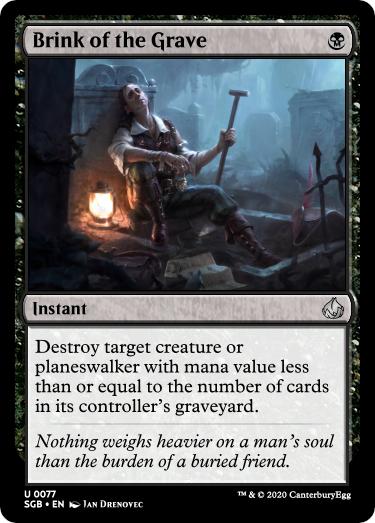 Brink of the Grave
Instant
Destroy target creature or
planeswalker with mana value less
than or equal to the number of cards
in its controller's graveyard.
Nothing weighs heavier on a man's soul
than the burden of a buried friend.
U 0077
SGB • EN Jan Drenovec
™ & © 2020 CanterburyEgg